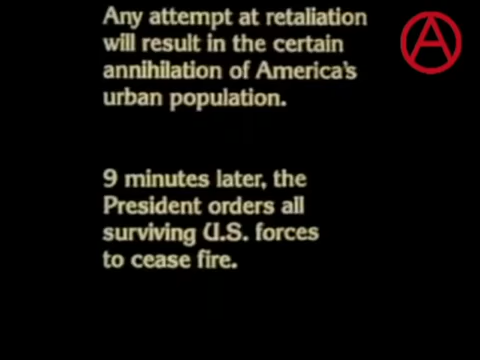 Any attempt at retaliation
will result in the certain
annihilation of America's
urban population.
9 minutes later, the
President orders all
surviving U.S. forces
to cease fire.